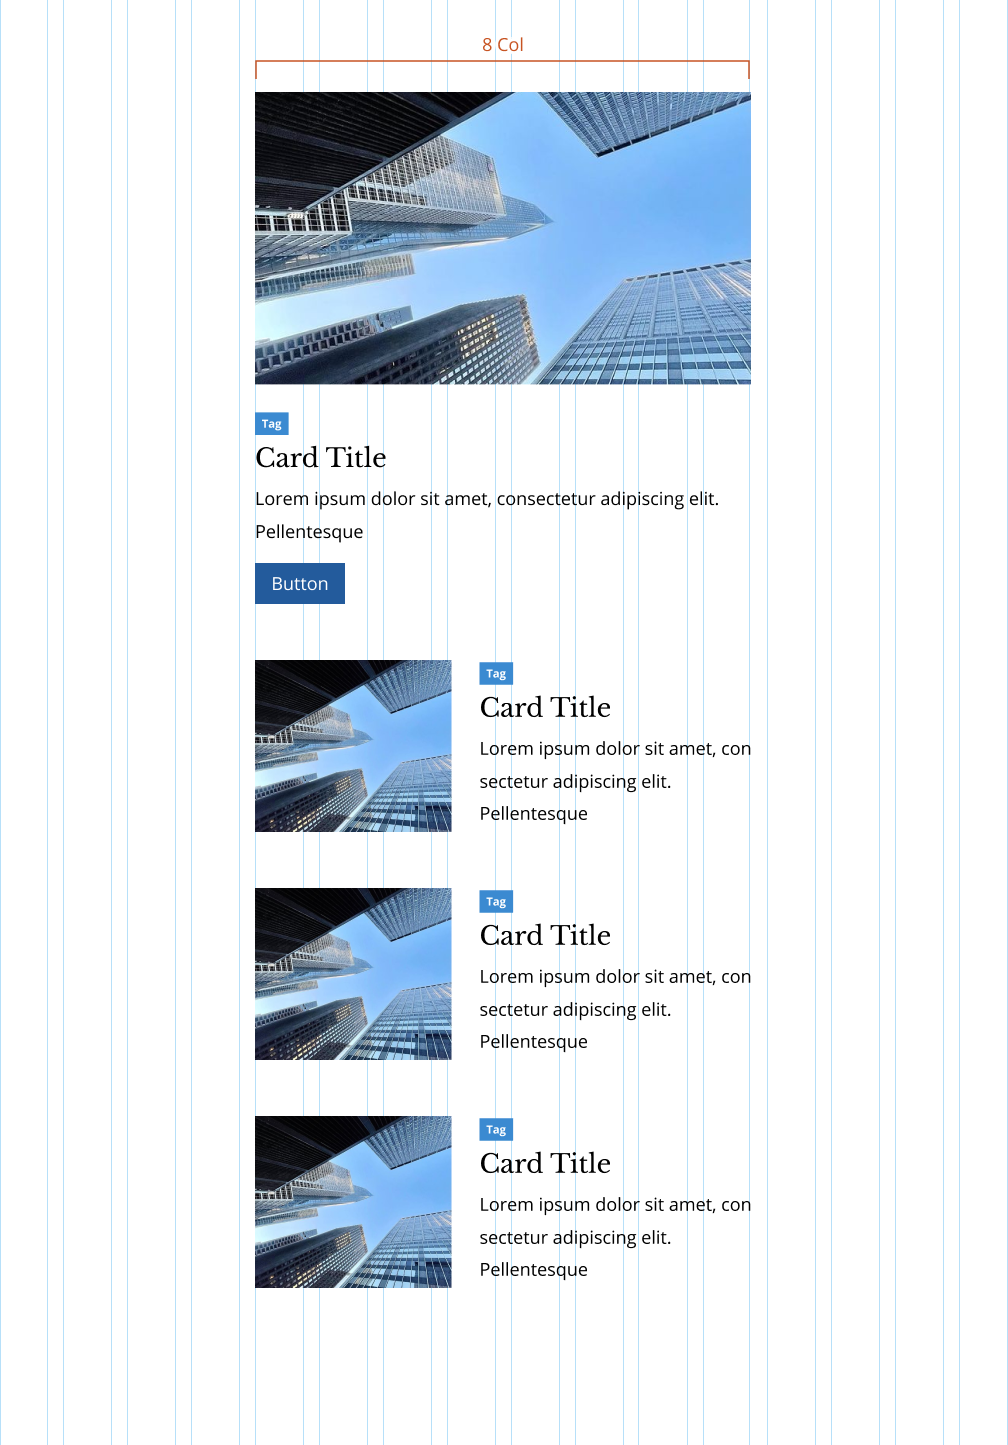 8 Col
Tag
Card Title
Lorem ipsum dolor sit amet, consectetur adipiscing elit.
Pellentesque
Button
Tag
Card Title
Lorem ipsum dolor sit amet, con
sectetur adipiscing elit.
Pellentesque
Tag
Card Title
Lorem ipsum dolor sit amet, con
sectetur adipiscing elit.
Pellentesque
Tag
Card Title
Lorem ipsum dolor sit amet, con
sectetur adipiscing elit.
Pellentesque